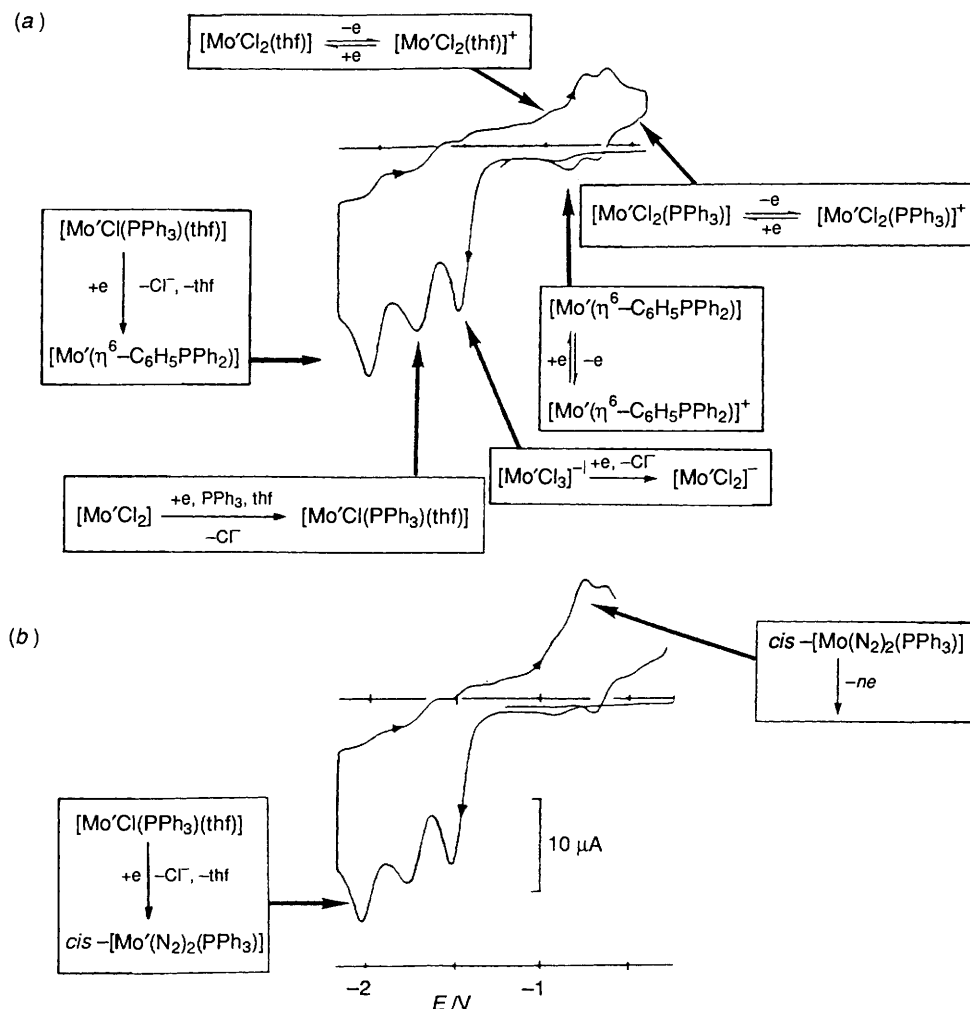 (a)
−e
[Mo′Cl₂(thf)] ⇌ [Mo′Cl₂(thf)]⁺
+e
[Mo′Cl(PPh₃)(thf)]
+e −Cl⁻, −thf
[Mo′(η⁶−C₆H₅PPh₂)]
−e
[Mo′Cl₂(PPh₃)] ⇌ [Mo′Cl₂(PPh₃)]⁺
+e
[Mo′(η⁶−C₆H₅PPh₂)]
+e −e
[Mo′(η⁶−C₆H₅PPh₂)]⁺
+e, −Cl⁻
[Mo′Cl₃]⁻| → [Mo′Cl₂]⁻
+e, PPh₃, thf
[Mo′Cl₂] → [Mo′Cl(PPh₃)(thf)]
−Cl⁻
(b)
cis−[Mo(N₂)₂(PPh₃)]
−ne
[Mo′Cl(PPh₃)(thf)]
+e −Cl⁻, −thf
cis−[Mo′(N₂)₂(PPh₃)]
10 µA
−2 −1
E/V